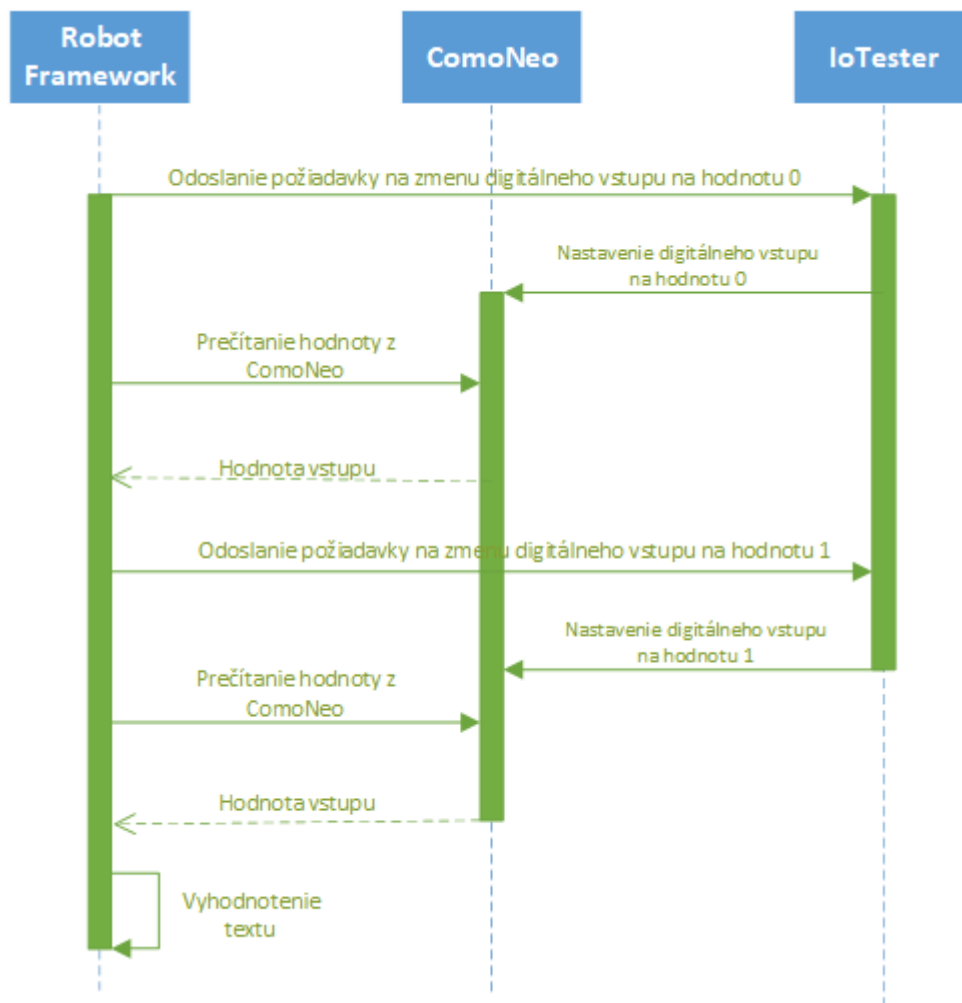 Robot
Framework
ComoNeo
IoTester
Odoslanie požiadavky na zmenu digitálneho vstupu na hodnotu 0
Nastavenie digitálneho vstupu
na hodnotu 0
Prečítanie hodnoty z
ComoNeo
Hodnota vstupu
Odoslanie požiadavky na zmenu digitálneho vstupu na hodnotu 1
Nastavenie digitálneho vstupu
na hodnotu 1
Prečítanie hodnoty z
ComoNeo
Hodnota vstupu
Vyhodnotenie
textu